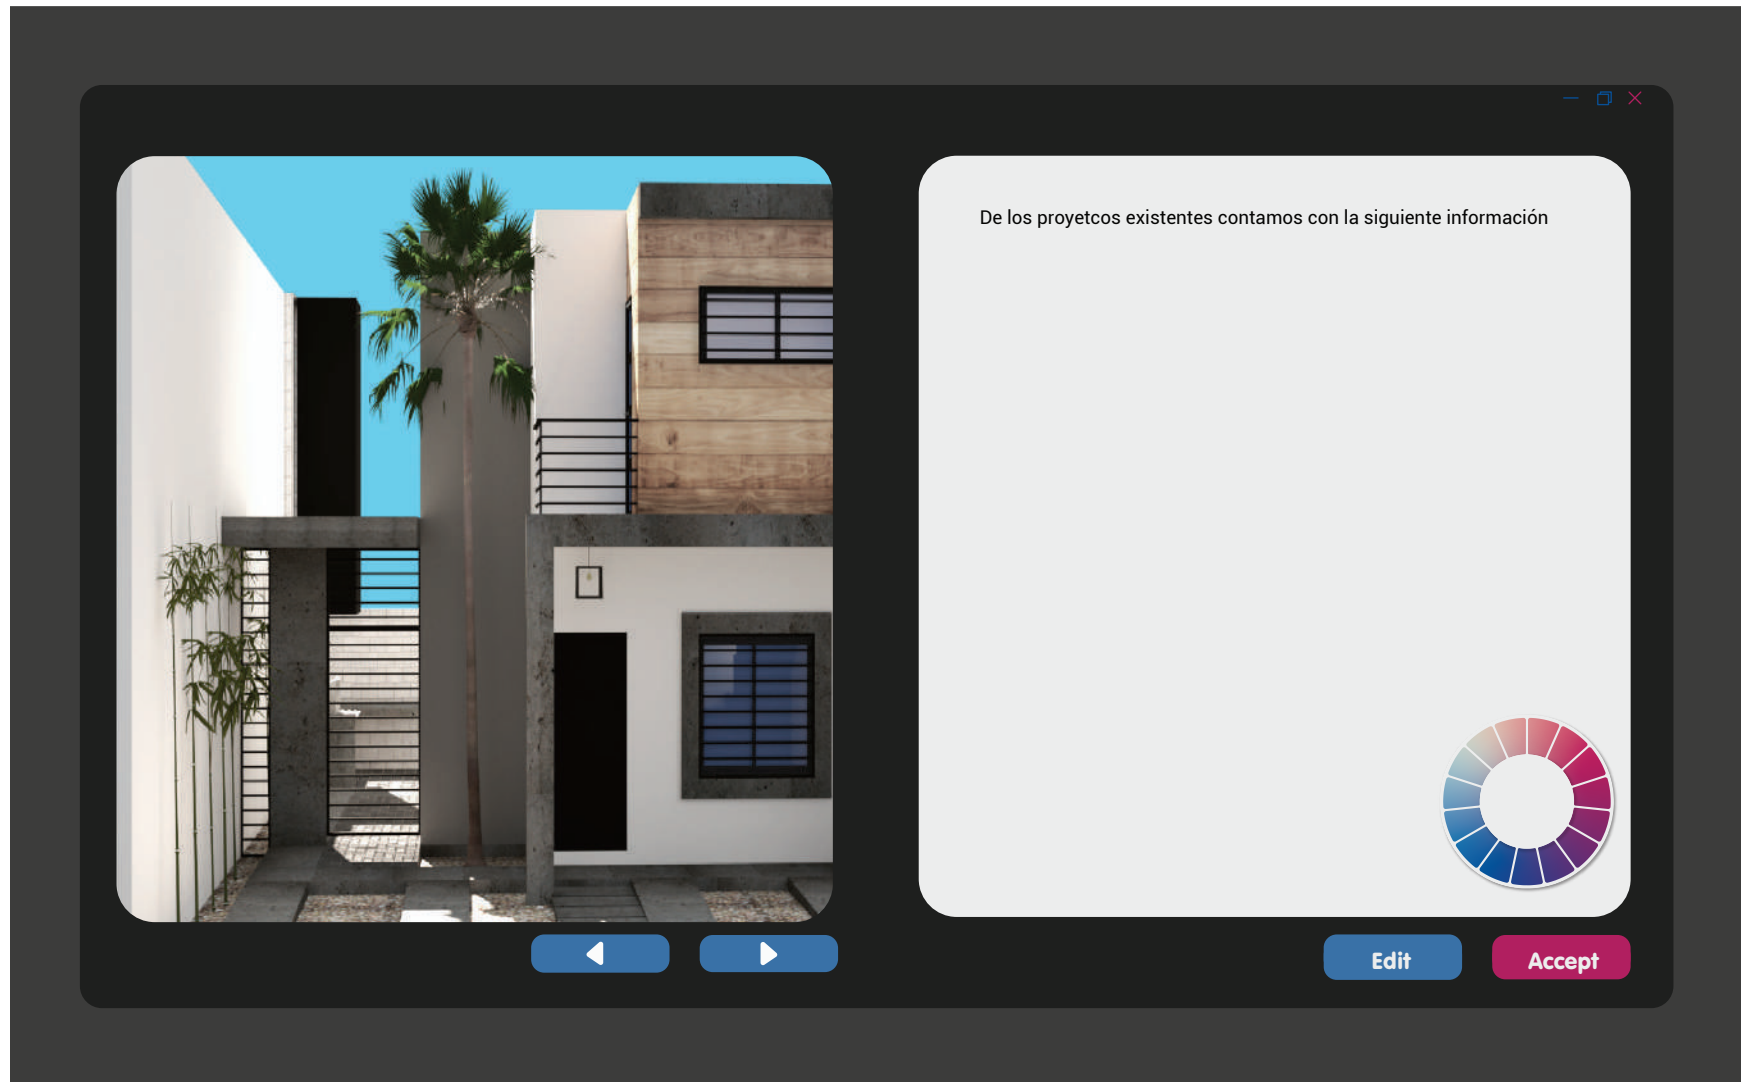 De los proyetcos existentes contamos con la siguiente información
Edit
Accept